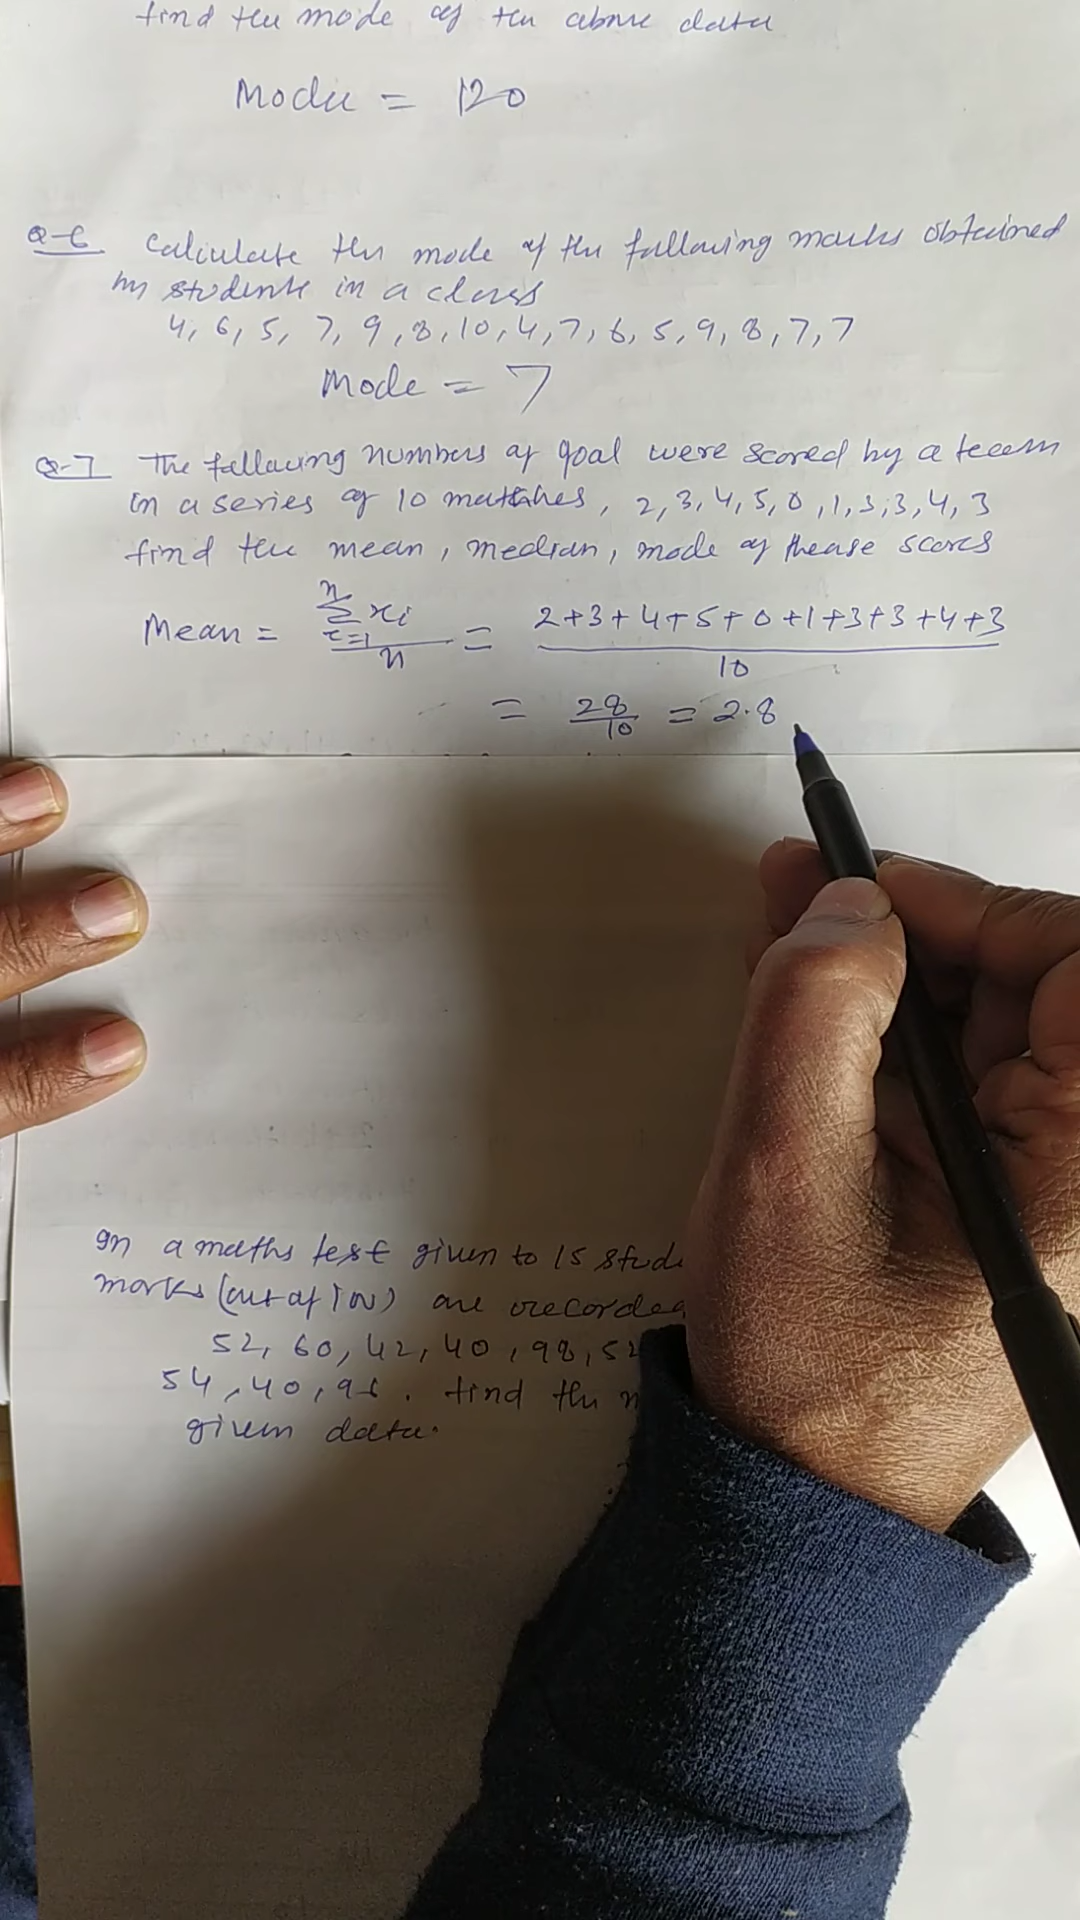 find the mode of the above data
Mode = 120
Q-6 Calculate the mode of the following marks obtained
by students in a class
4, 6, 5, 7, 9, 8, 10, 4, 7, 6, 5, 9, 8, 7, 7
Mode = 7
Q-7 The following numbers of goal were scored by a team
in a series of 10 matches, 2, 3, 4, 5, 0, 1, 3, 3, 4, 3
find the mean, median, mode of these scores
Mean = \frac{\sum_{i=1}^{n} xi}{n} = \frac{2+3+4+5+0+1+3+3+4+3}{10}
= \frac{28}{10} = 2.8
In a maths test given to 15 stude
marks (out of 100) are recorded
52, 60, 42, 40, 98, 52
54, 40, 96. find the
given data.